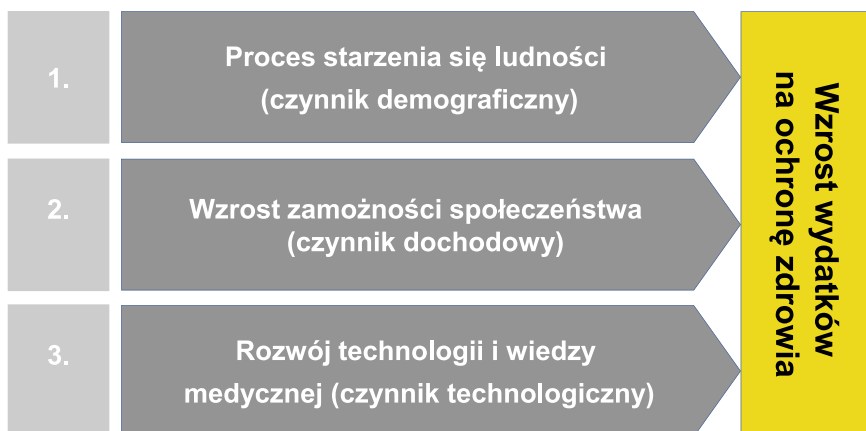 1.
Proces starzenia się ludności
(czynnik demograficzny)
2.
Wzrost zamożności społeczeństwa
(czynnik dochodowy)
3.
Rozwój technologii i wiedzy
medycznej (czynnik technologiczny)
Wzrost wydatków
na ochronę zdrowia